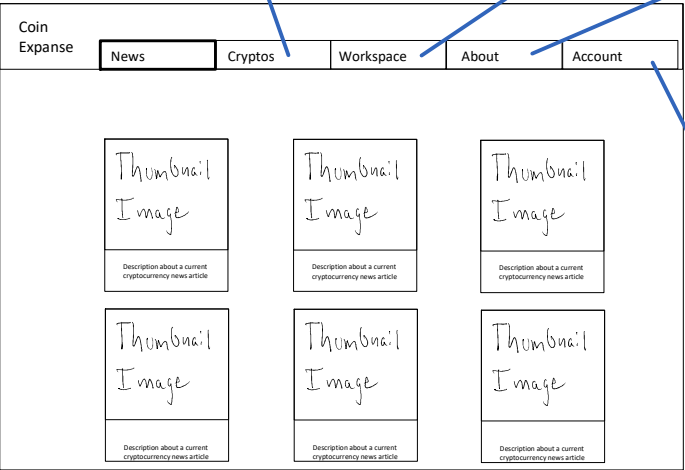 Coin
Expanse
News
Cryptos
Workspace
About
Account
Thumbnail
Image
Description about a current
cryptocurrency news article
Thumbnail
Image
Description about a current
cryptocurrency news article
Thumbnail
Image
Description about a current
cryptocurrency news article
Thumbnail
Image
Description about a current
cryptocurrency news article
Thumbnail
Image
Description about a current
cryptocurrency news article
Thumbnail
Image
Description about a current
cryptocurrency news article